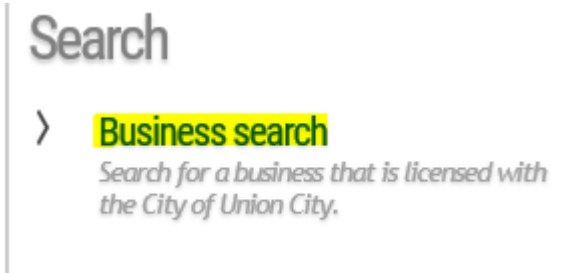 Search
Business search
Search for a business that is licensed with
the City of Union City.